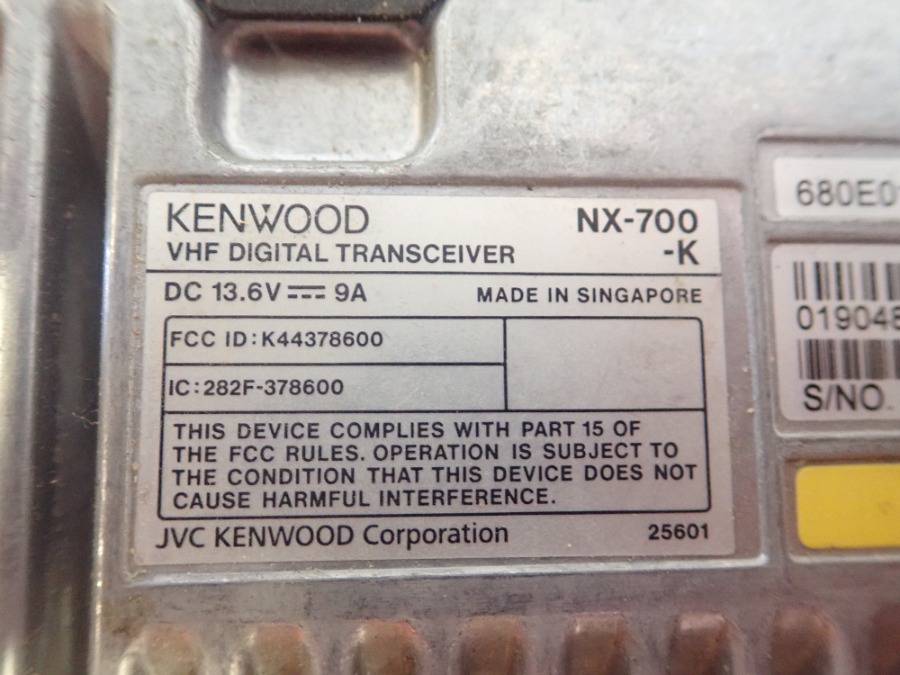 KENWOOD NX-700
VHF DIGITAL TRANSCEIVER -K
DC 13.6V 9A MADE IN SINGAPORE
FCC ID: K44378600
IC: 282F-378600
THIS DEVICE COMPLIES WITH PART 15 OF
THE FCC RULES. OPERATION IS SUBJECT TO
THE CONDITION THAT THIS DEVICE DOES NOT
CAUSE HARMFUL INTERFERENCE.
JVC KENWOOD Corporation 25601
680E0
S/NO.